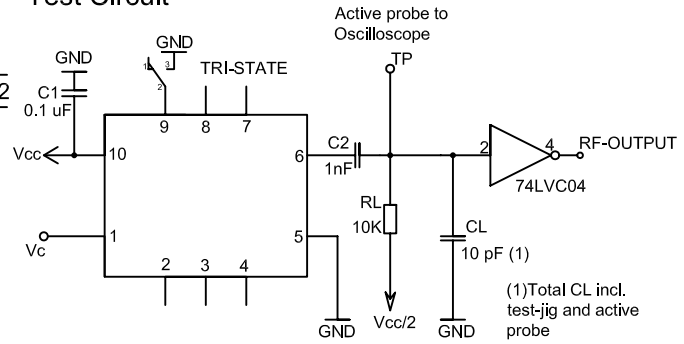 Test Circuit
Active probe to
Oscilloscope
GND
GND
TP
1
3
2
TRI-STATE
2
C1
0.1 uF
9
8
7
C2
1nF
Vcc
10
6
2
4
RF-OUTPUT
74LVC04
RL
10K
CL
10 pF (1)
1
5
Vc
2
3
4
GND
Vcc/2
GND
(1)Total CL incl.
test-jig and active
probe